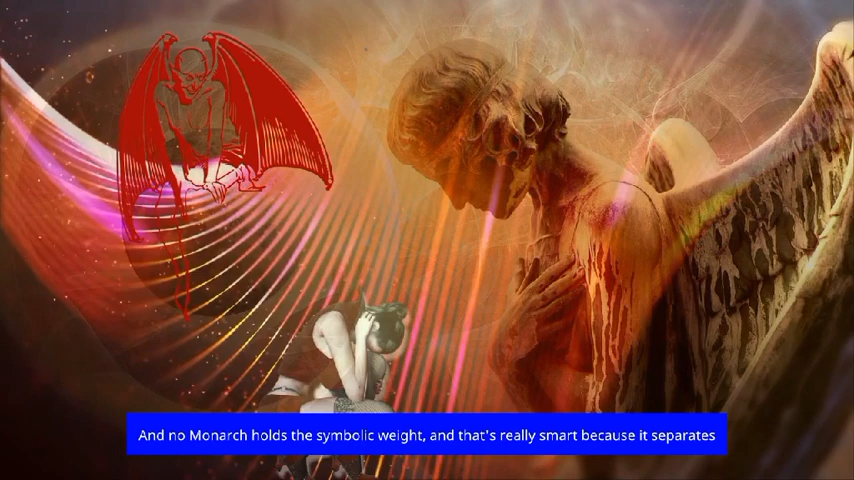 And no Monarch holds the symbolic weight, and that's really smart because it separates